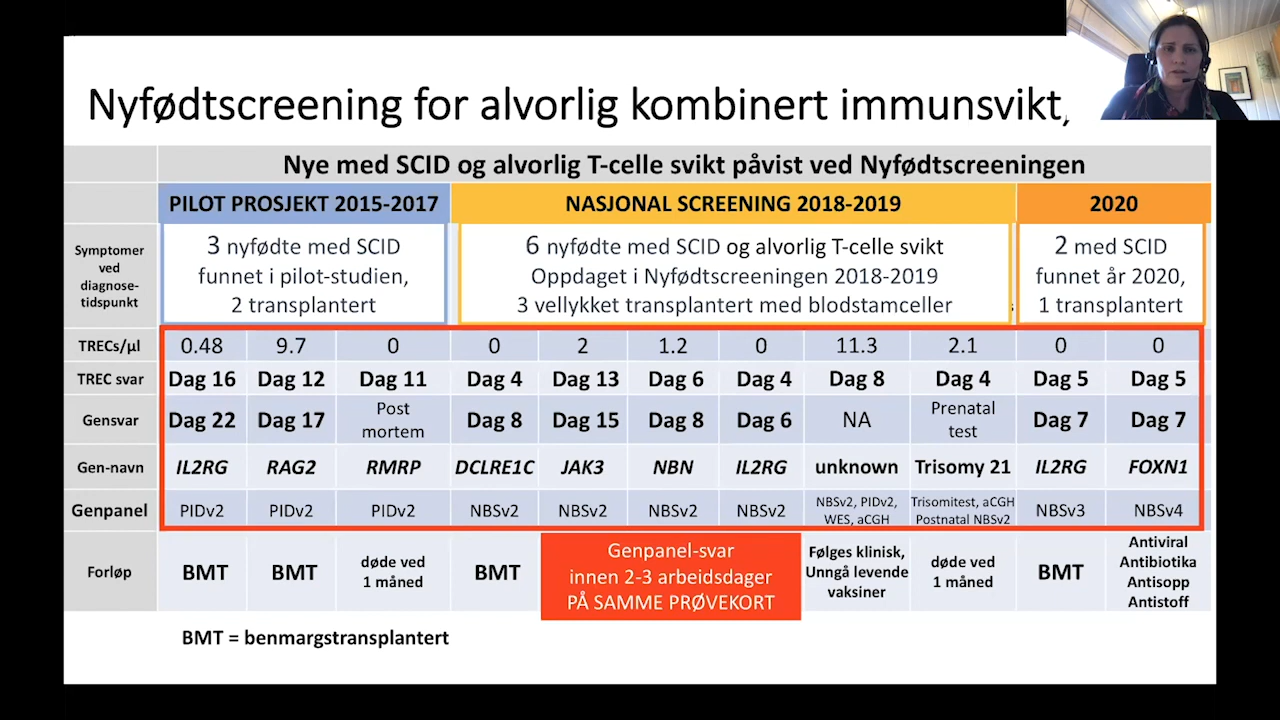 Nyfødtscreening for alvorlig kombinert immunsvikt,
Nye med SCID og alvorlig T-celle svikt påvist ved Nyfødtscreeningen
PILOT PROSJEKT 2015-2017 NASJONAL SCREENING 2018-2019 2020
Symptomer
ved
diagnose-
tidspunkt
3 nyfødte med SCID
funnet i pilot-studien,
2 transplantert
6 nyfødte med SCID og alvorlig T-celle svikt
Oppdaget i Nyfødtscreeningen 2018-2019
3 vellykket transplantert med blodstamceller
2 med SCID
funnet år 2020,
1 transplantert
TRECs/µl 0.48 9.7 0 0 2 1.2 0 11.3 2.1 0 0
TREC svar Dag 16 Dag 12 Dag 11 Dag 4 Dag 13 Dag 6 Dag 4 Dag 8 Dag 4 Dag 5 Dag 5
Gensvar Dag 22 Dag 17
Post
mortem
Dag 8 Dag 15 Dag 8 Dag 6 NA
Prenatal
test
Dag 7 Dag 7
Gen-navn IL2RG RAG2 RMRP DCLRE1C JAK3 NBN IL2RG unknown Trisomy 21 IL2RG FOXN1
Genpanel PIDv2 PIDv2 PIDv2 NBSv2 NBSv2 NBSv2 NBSv2
NBSv2, PIDv2,
WES, aCGH
Trisomitest, aCGH
Postnatal NBSv2
NBSv3 NBSv4
Forløp BMT BMT
døde ved
1 måned
BMT
Genpanel-svar
innen 2-3 arbeidsdager
PÅ SAMME PRØVEKORT
Følges klinisk,
Unngå levende
vaksiner
døde ved
1 måned
BMT
Antiviral
Antibiotika
Antisopp
Antistoff
BMT = benmargstransplantert